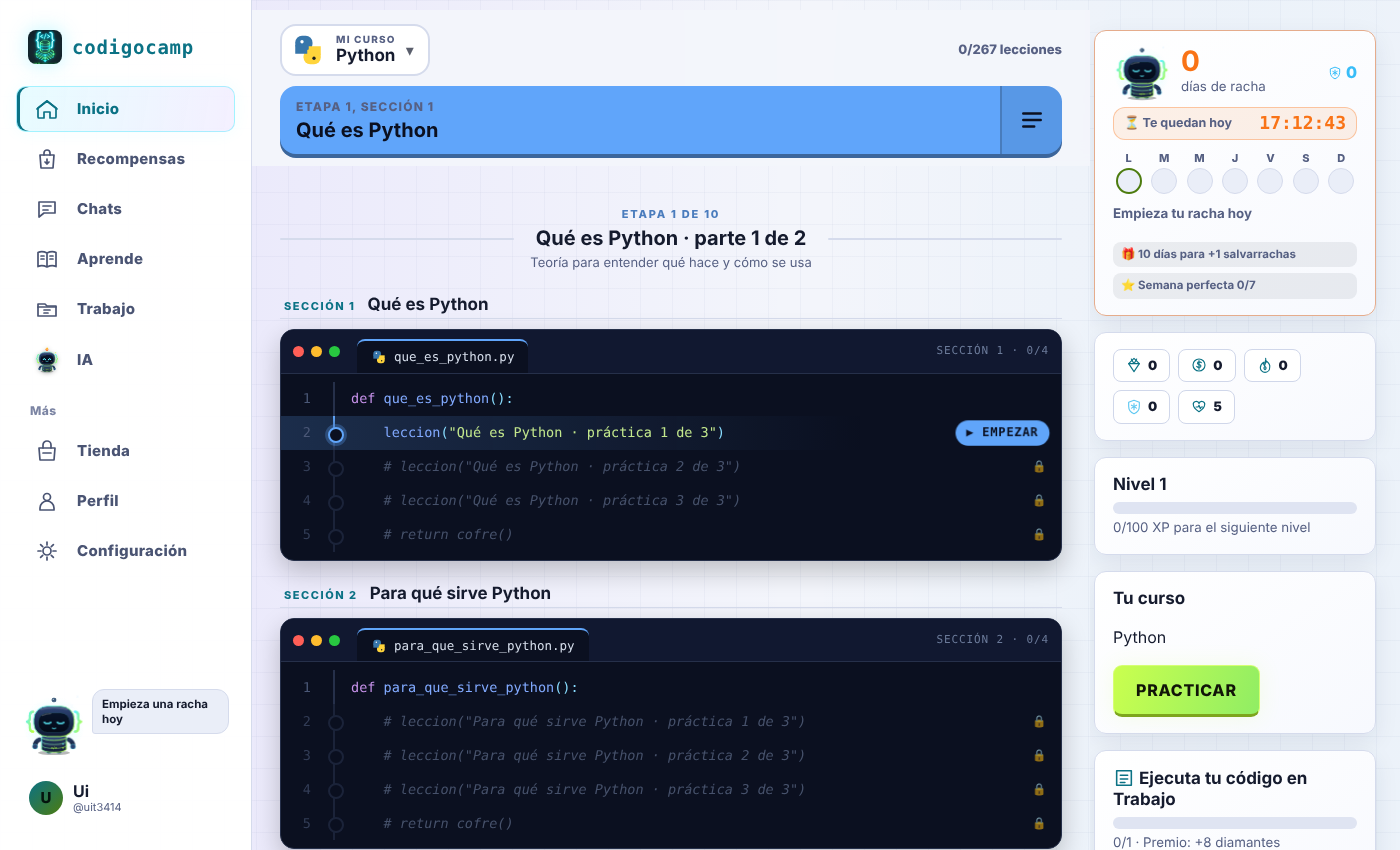 codigocamp
Inicio
Recompensas
Chats
Aprende
Trabajo
IA
Más
Tienda
Perfil
Configuración
Empieza una racha
hoy
U
Ui
@uit3414
MI CURSO
Python ▼
0/267 lecciones
ETAPA 1, SECCIÓN 1
Qué es Python
ETAPA 1 DE 10
Qué es Python · parte 1 de 2
Teoría para entender qué hace y cómo se usa
SECCIÓN 1 Qué es Python
que_es_python.py
SECCIÓN 1 · 0/4
1 def que_es_python():
2 leccion("Qué es Python · práctica 1 de 3")
▶ EMPEZAR
3 # leccion("Qué es Python · práctica 2 de 3")
4 # leccion("Qué es Python · práctica 3 de 3")
5 # return cofre()
SECCIÓN 2 Para qué sirve Python
para_que_sirve_python.py
SECCIÓN 2 · 0/4
1 def para_que_sirve_python():
2 # leccion("Para qué sirve Python · práctica 1 de 3")
3 # leccion("Para qué sirve Python · práctica 2 de 3")
4 # leccion("Para qué sirve Python · práctica 3 de 3")
5 # return cofre()
0
días de racha
0
⏳ Te quedan hoy 17:12:43
L M M J V S D
Empieza tu racha hoy
🎁 10 días para +1 salvarrachas
⭐ Semana perfecta 0/7
0 0 0
0 5
Nivel 1
0/100 XP para el siguiente nivel
Tu curso
Python
PRACTICAR
Ejecuta tu código en
Trabajo
0/1 · Premio: +8 diamantes